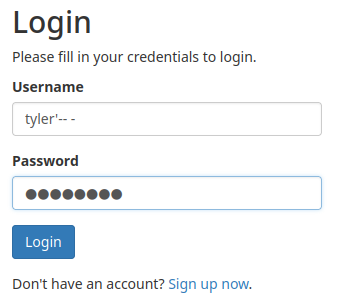 Login
Please fill in your credentials to login.
Username
tyler'-- -
Password
●●●●●●●●
Login
Don't have an account? Sign up now.